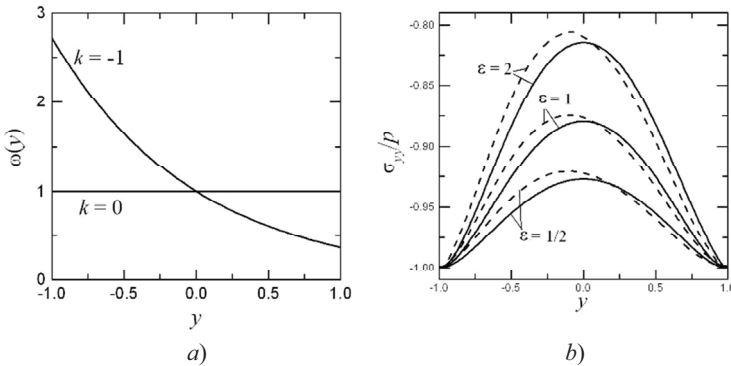 3
2
1
0
ω(y)
k = -1
k = 0
-1.0 -0.5 0.0 0.5 1.0
y
a)
-0.80
-0.85
-0.90
-0.95
-1.00
σyy/p
ε = 2
ε = 1
ε = 1/2
-1.0 -0.5 0.0 0.5 1.0
y
b)